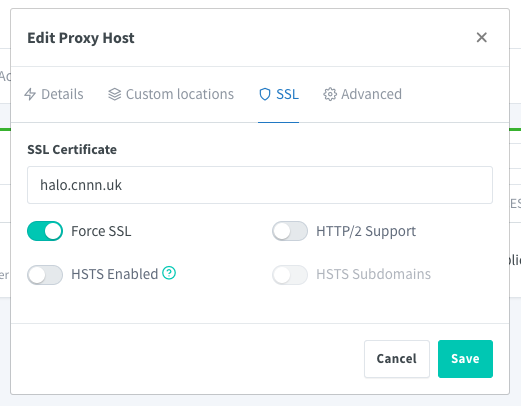 Edit Proxy Host
Details Custom locations SSL Advanced
SSL Certificate
halo.cnnn.uk
Force SSL HTTP/2 Support
HSTS Enabled HSTS Subdomains
Cancel Save